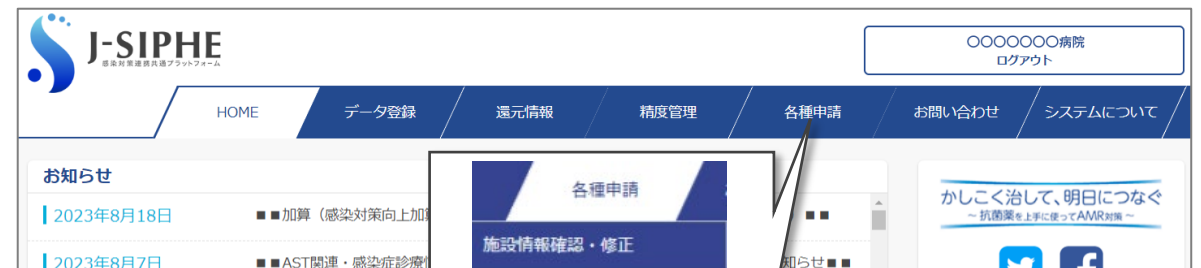 J-SIPHE
感染対策連携共通プラットフォーム
〇〇〇〇〇〇〇病院
ログアウト
HOME
データ登録
還元情報
精度管理
各種申請
お問い合わせ
システムについて
お知らせ
2023年8月18日
■■加算（感染対策向上加
■■
2023年8月7日
■■AST関連・感染症診療
知らせ■■
各種申請
施設情報確認・修正
かしこく治して、明日につなぐ
～抗菌薬を上手に使ってAMR対策～